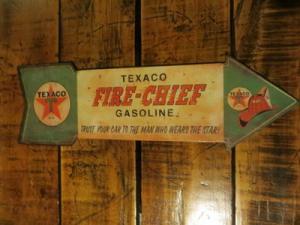 TEXACO
TEXACO
FIRE-CHIEF
GASOLINE
TRUST YOUR CAR TO THE MAN WHO WEARS THE STAR!
TEXACO